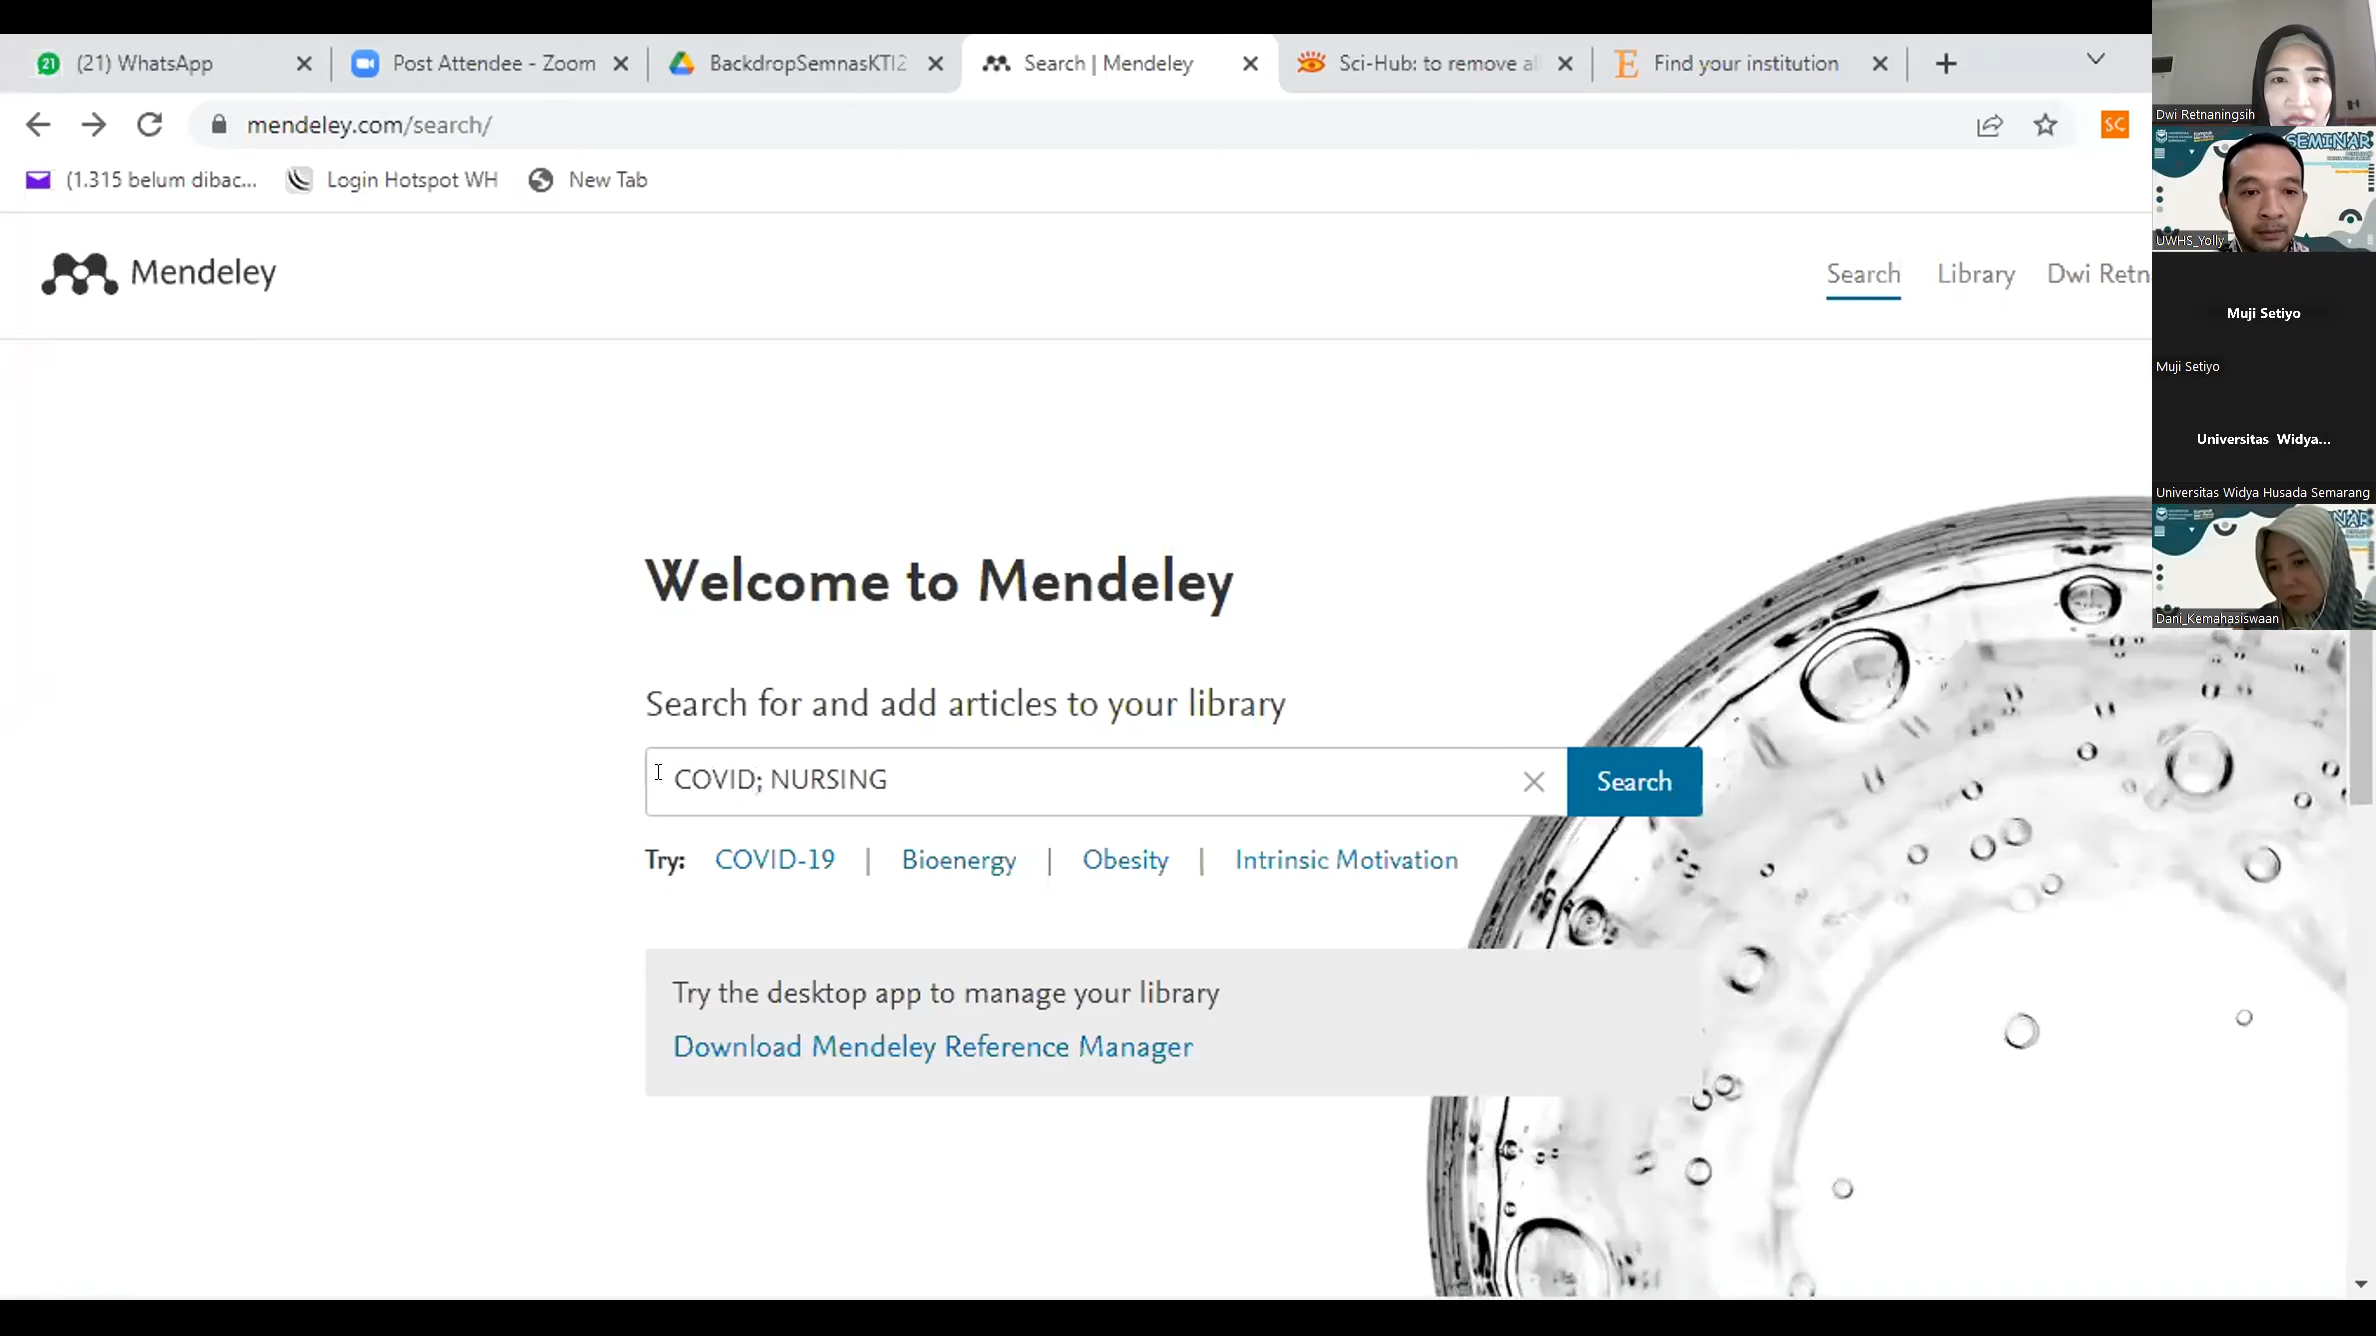 (21) WhatsApp
Post Attendee - Zoom
BackdropSemnasKTI2
Search | Mendeley
Sci-Hub: to remove al
Find your institution
mendeley.com/search/
(1.315 belum dibac...
Login Hotspot WH
New Tab
Mendeley
Search
Library
Dwi Retn
Welcome to Mendeley
Search for and add articles to your library
COVID; NURSING
Search
Try: COVID-19 | Bioenergy | Obesity | Intrinsic Motivation
Try the desktop app to manage your library
Download Mendeley Reference Manager
Dwi Retnaningsih
SEMINAR
UWHS_Yolly
Muji Setiyo
Muji Setiyo
Universitas Widya...
Universitas Widya Husada Semarang
Dani_Kemahasiswaan